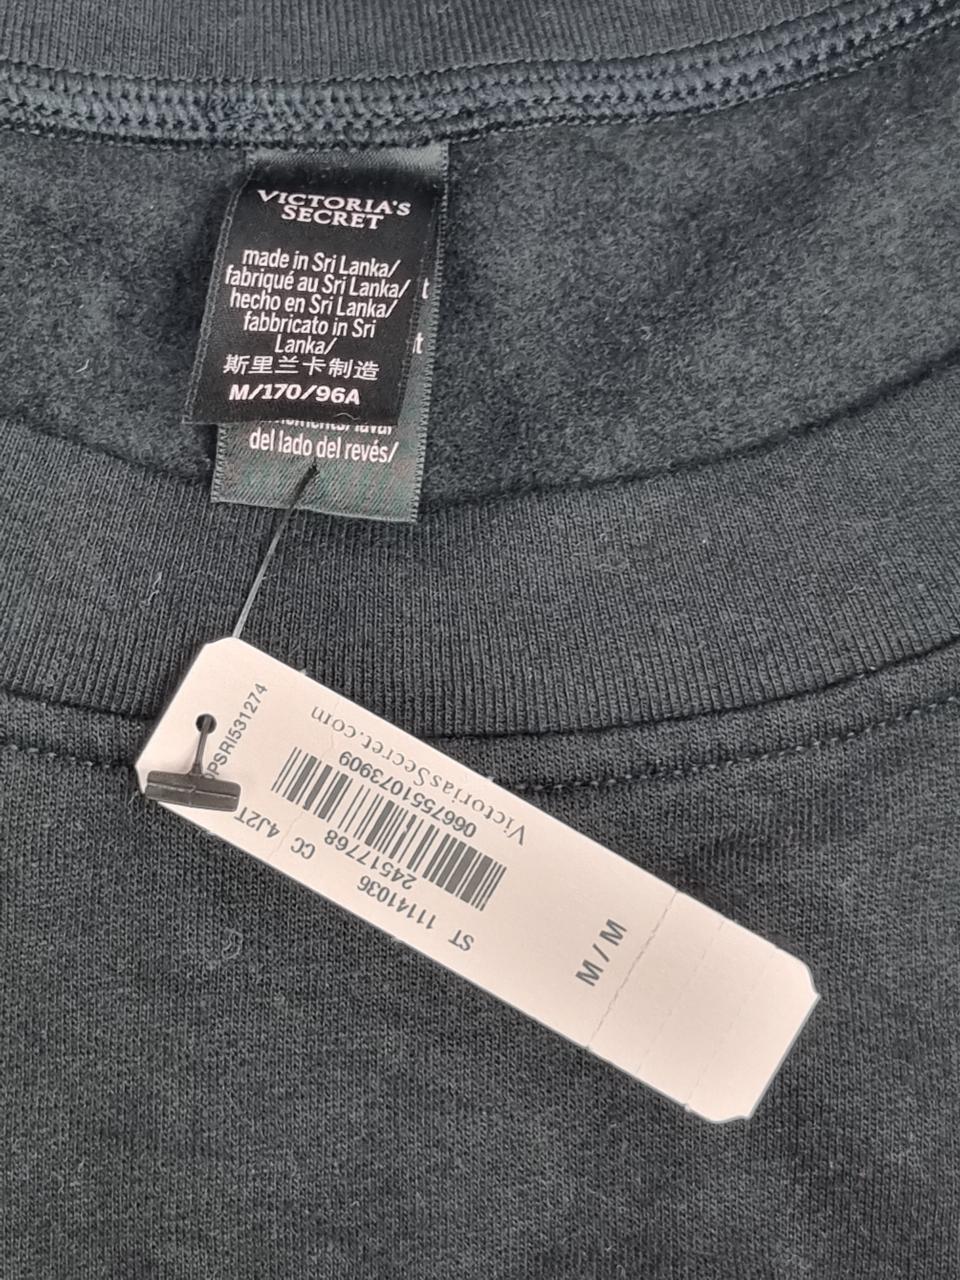 VICTORIA'S
SECRET
made in Sri Lanka/
fabriqué au Sri Lanka/
hecho en Sri Lanka/
fabbricato in Sri
Lanka/
斯里兰卡制造
M/170/96A
del lado del revés/
PSRI531274
VictoriasSecret.com
0667551073909
24517768 CC 4J2T
ST 11141036
M / M